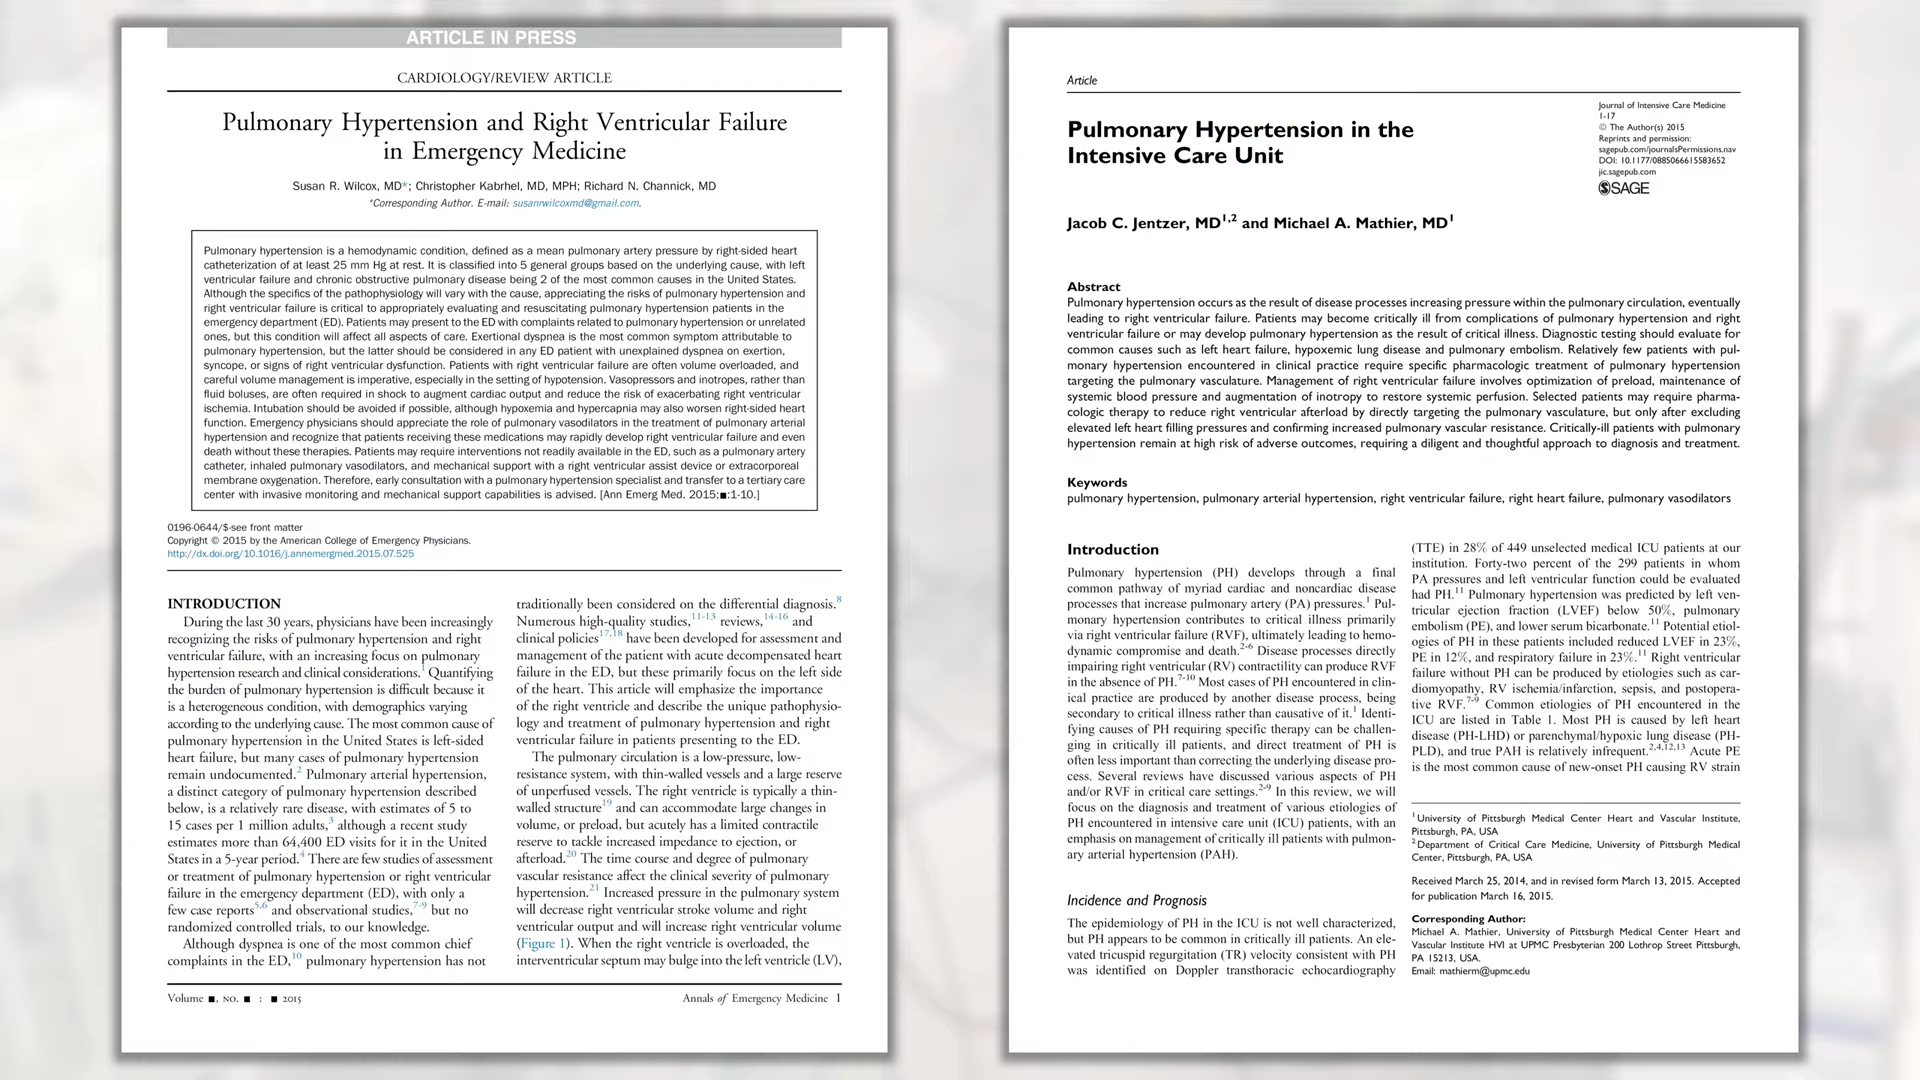 ARTICLE IN PRESS
CARDIOLOGY/REVIEW ARTICLE
Pulmonary Hypertension and Right Ventricular Failure
in Emergency Medicine
Susan R. Wilcox, MD*; Christopher Kabrhel, MD, MPH; Richard N. Channick, MD
*Corresponding Author. E-mail: susanrwilcoxmd@gmail.com.
Pulmonary hypertension is a hemodynamic condition, defined as a mean pulmonary artery pressure by right-sided heart
catheterization of at least 25 mm Hg at rest. It is classified into 5 general groups based on the underlying cause, with left
ventricular failure and chronic obstructive pulmonary disease being 2 of the most common causes in the United States.
Although the specifics of the pathophysiology will vary with the cause, appreciating the risks of pulmonary hypertension and
right ventricular failure is critical to appropriately evaluating and resuscitating pulmonary hypertension patients in the
emergency department (ED). Patients may present to the ED with complaints related to pulmonary hypertension or unrelated
ones, but this condition will affect all aspects of care. Exertional dyspnea is the most common symptom attributable to
pulmonary hypertension, but the latter should be considered in any ED patient with unexplained dyspnea on exertion,
syncope, or signs of right ventricular dysfunction. Patients with right ventricular failure are often volume overloaded, and
careful volume management is imperative, especially in the setting of hypotension. Vasopressors and inotropes, rather than
fluid boluses, are often required in shock to augment cardiac output and reduce the risk of exacerbating right ventricular
ischemia. Intubation should be avoided if possible, although hypoxemia and hypercapnia may also worsen right-sided heart
function. Emergency physicians should appreciate the role of pulmonary vasodilators in the treatment of pulmonary arterial
hypertension and recognize that patients receiving these medications may rapidly develop right ventricular failure and even
death without these therapies. Patients may require interventions not readily available in the ED, such as a pulmonary artery
catheter, inhaled pulmonary vasodilators, and mechanical support with a right ventricular assist device or extracorporeal
membrane oxygenation. Therefore, early consultation with a pulmonary hypertension specialist and transfer to a tertiary care
center with invasive monitoring and mechanical support capabilities is advised. [Ann Emerg Med. 2015;■:1-10.]
0196-0644/$-see front matter
Copyright © 2015 by the American College of Emergency Physicians.
http://dx.doi.org/10.1016/j.annemergmed.2015.07.525
INTRODUCTION
During the last 30 years, physicians have been increasingly
recognizing the risks of pulmonary hypertension and right
ventricular failure, with an increasing focus on pulmonary
hypertension research and clinical considerations.1 Quantifying
the burden of pulmonary hypertension is difficult because it
is a heterogeneous condition, with demographics varying
according to the underlying cause. The most common cause of
pulmonary hypertension in the United States is left-sided
heart failure, but many cases of pulmonary hypertension
remain undocumented.2 Pulmonary arterial hypertension,
a distinct category of pulmonary hypertension described
below, is a relatively rare disease, with estimates of 5 to
15 cases per 1 million adults,3 although a recent study
estimates more than 64,400 ED visits for it in the United
States in a 5-year period.4 There are few studies of assessment
or treatment of pulmonary hypertension or right ventricular
failure in the emergency department (ED), with only a
few case reports5,6 and observational studies,7-9 but no
randomized controlled trials, to our knowledge.
Although dyspnea is one of the most common chief
complaints in the ED,10 pulmonary hypertension has not
traditionally been considered on the differential diagnosis.8
Numerous high-quality studies,11-13 reviews,14-16 and
clinical policies17,18 have been developed for assessment and
management of the patient with acute decompensated heart
failure in the ED, but these primarily focus on the left side
of the heart. This article will emphasize the importance
of the right ventricle and describe the unique pathophysio-
logy and treatment of pulmonary hypertension and right
ventricular failure in patients presenting to the ED.
The pulmonary circulation is a low-pressure, low-
resistance system, with thin-walled vessels and a large reserve
of unperfused vessels. The right ventricle is typically a thin-
walled structure19 and can accommodate large changes in
volume, or preload, but acutely has a limited contractile
reserve to tackle increased impedance to ejection, or
afterload.20 The time course and degree of pulmonary
vascular resistance affect the clinical severity of pulmonary
hypertension.21 Increased pressure in the pulmonary system
will decrease right ventricular stroke volume and right
ventricular output and will increase right ventricular volume
(Figure 1). When the right ventricle is overloaded, the
interventricular septum may bulge into the left ventricle (LV),
Volume ■, NO. ■ : ■ 2015
Annals of Emergency Medicine 1
Article
Journal of Intensive Care Medicine
1-17
© The Author(s) 2015
Reprints and permission:
sagepub.com/journalsPermissions.nav
DOI: 10.1177/0885066615583652
jic.sagepub.com
SAGE
Pulmonary Hypertension in the
Intensive Care Unit
Jacob C. Jentzer, MD1,2 and Michael A. Mathier, MD1
Abstract
Pulmonary hypertension occurs as the result of disease processes increasing pressure within the pulmonary circulation, eventually
leading to right ventricular failure. Patients may become critically ill from complications of pulmonary hypertension and right
ventricular failure or may develop pulmonary hypertension as the result of critical illness. Diagnostic testing should evaluate for
common causes such as left heart failure, hypoxemic lung disease and pulmonary embolism. Relatively few patients with pul-
monary hypertension encountered in clinical practice require specific pharmacologic treatment of pulmonary hypertension
targeting the pulmonary vasculature. Management of right ventricular failure involves optimization of preload, maintenance of
systemic blood pressure and augmentation of inotropy to restore systemic perfusion. Selected patients may require pharma-
cologic therapy to reduce right ventricular afterload by directly targeting the pulmonary vasculature, but only after excluding
elevated left heart filling pressures and confirming increased pulmonary vascular resistance. Critically-ill patients with pulmonary
hypertension remain at high risk of adverse outcomes, requiring a diligent and thoughtful approach to diagnosis and treatment.
Keywords
pulmonary hypertension, pulmonary arterial hypertension, right ventricular failure, right heart failure, pulmonary vasodilators
Introduction
Pulmonary hypertension (PH) develops through a final
common pathway of myriad cardiac and noncardiac disease
processes that increase pulmonary artery (PA) pressures.1 Pul-
monary hypertension contributes to critical illness primarily
via right ventricular failure (RVF), ultimately leading to hemo-
dynamic compromise and death.2-6 Disease processes directly
impairing right ventricular (RV) contractility can produce RVF
in the absence of PH.7-10 Most cases of PH encountered in clin-
ical practice are produced by another disease process, being
secondary to critical illness rather than causative of it.1 Identi-
fying causes of PH requiring specific therapy can be challen-
ging in critically ill patients, and direct treatment of PH is
often less important than correcting the underlying disease pro-
cess. Several reviews have discussed various aspects of PH
and/or RVF in critical care settings.2-9 In this review, we will
focus on the diagnosis and treatment of various etiologies of
PH encountered in intensive care unit (ICU) patients, with an
emphasis on management of critically ill patients with pulmon-
ary arterial hypertension (PAH).
Incidence and Prognosis
The epidemiology of PH in the ICU is not well characterized,
but PH appears to be common in critically ill patients. An ele-
vated tricuspid regurgitation (TR) velocity consistent with PH
was identified on Doppler transthoracic echocardiography
(TTE) in 28% of 449 unselected medical ICU patients at our
institution. Forty-two percent of the 299 patients in whom
PA pressures and left ventricular function could be evaluated
had PH.11 Pulmonary hypertension was predicted by left ven-
tricular ejection fraction (LVEF) below 50%, pulmonary
embolism (PE), and lower serum bicarbonate.11 Potential etiol-
ogies of PH in these patients included reduced LVEF in 23%,
PE in 12%, and respiratory failure in 23%.11 Right ventricular
failure without PH can be produced by etiologies such as car-
diomyopathy, RV ischemia/infarction, sepsis, and postopera-
tive RVF.7-9 Common etiologies of PH encountered in the
ICU are listed in Table 1. Most PH is caused by left heart
disease (PH-LHD) or parenchymal/hypoxic lung disease (PH-
PLD), and true PAH is relatively infrequent.2,4,12,13 Acute PE
is the most common cause of new-onset PH causing RV strain
1University of Pittsburgh Medical Center Heart and Vascular Institute,
Pittsburgh, PA, USA
2Department of Critical Care Medicine, University of Pittsburgh Medical
Center, Pittsburgh, PA, USA
Received March 25, 2014, and in revised form March 13, 2015. Accepted
for publication March 16, 2015.
Corresponding Author:
Michael A. Mathier, University of Pittsburgh Medical Center Heart and
Vascular Institute HVI at UPMC Presbyterian 200 Lothrop Street Pittsburgh,
PA 15213, USA.
Email: mathierm@upmc.edu